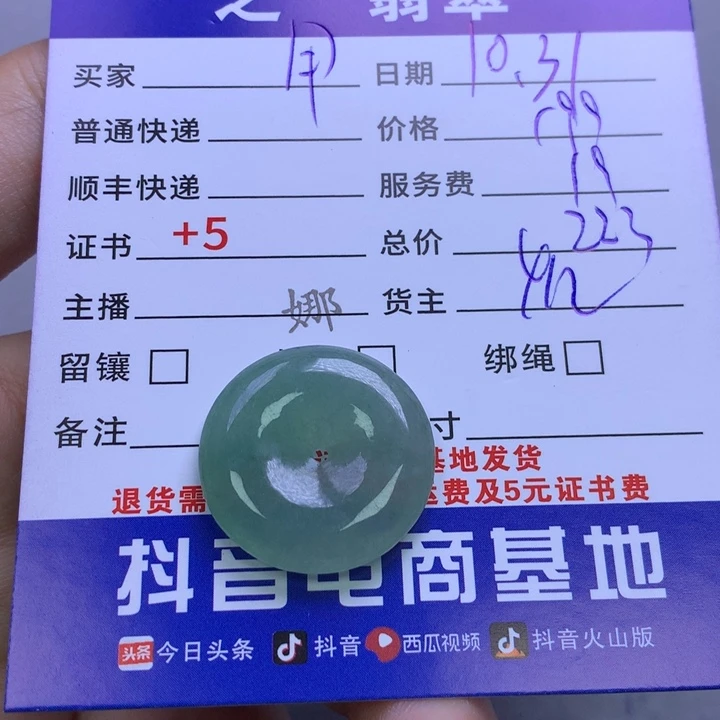 之 翡翠
买家 甲 日期 10.31
普通快递 价格 199
顺丰快递 服务费 19
证书 +5 总价 223
主播 娜 货主
留镶 绑绳
备注 寸
基地发货
退货需 运费及5元证书费
抖音电商基地
头条 今日头条 抖音 西瓜视频 抖音火山版